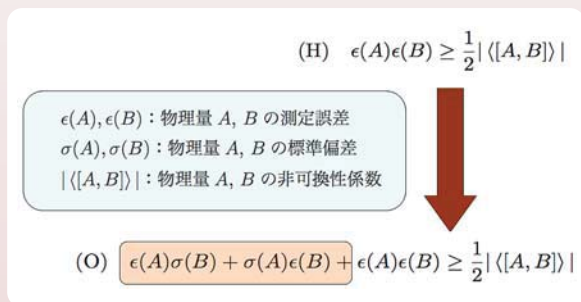 (H) ϵ(A)ϵ(B) ≥ 1/2|⟨[A, B]⟩|
ϵ(A), ϵ(B)：物理量 A, B の測定誤差
σ(A), σ(B)：物理量 A, B の標準偏差
|⟨[A, B]⟩|：物理量 A, B の非可換性係数
(O) ϵ(A)σ(B) + σ(A)ϵ(B) + ϵ(A)ϵ(B) ≥ 1/2|⟨[A, B]⟩|